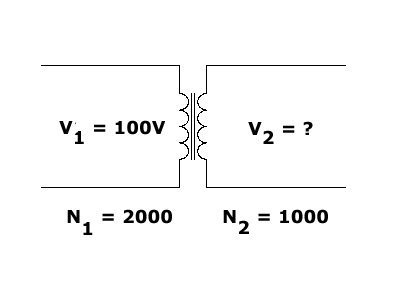 V1 = 100V
V2 = ?
N1 = 2000
N2 = 1000